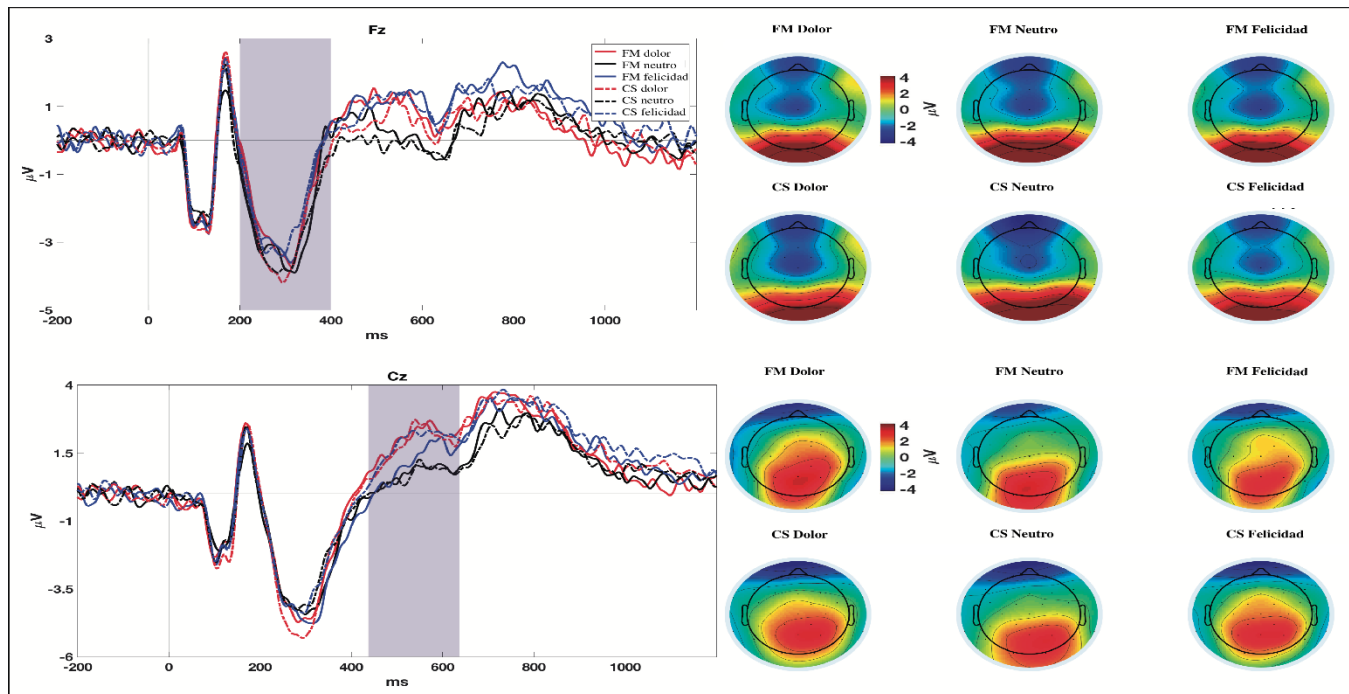 Fz
3
1
-1
-3
-5
μV
-200
0
200
400
600
800
1000
ms
FM dolor
FM neutro
FM felicidad
CS dolor
CS neutro
CS felicidad
FM Dolor
FM Neutro
FM Felicidad
4
2
0
-2
-4
μV
CS Dolor
CS Neutro
CS Felicidad
Cz
4
1.5
-1
-3.5
-6
μV
-200
0
200
400
600
800
1000
ms
FM Dolor
FM Neutro
FM Felicidad
4
2
0
-2
-4
μV
CS Dolor
CS Neutro
CS Felicidad